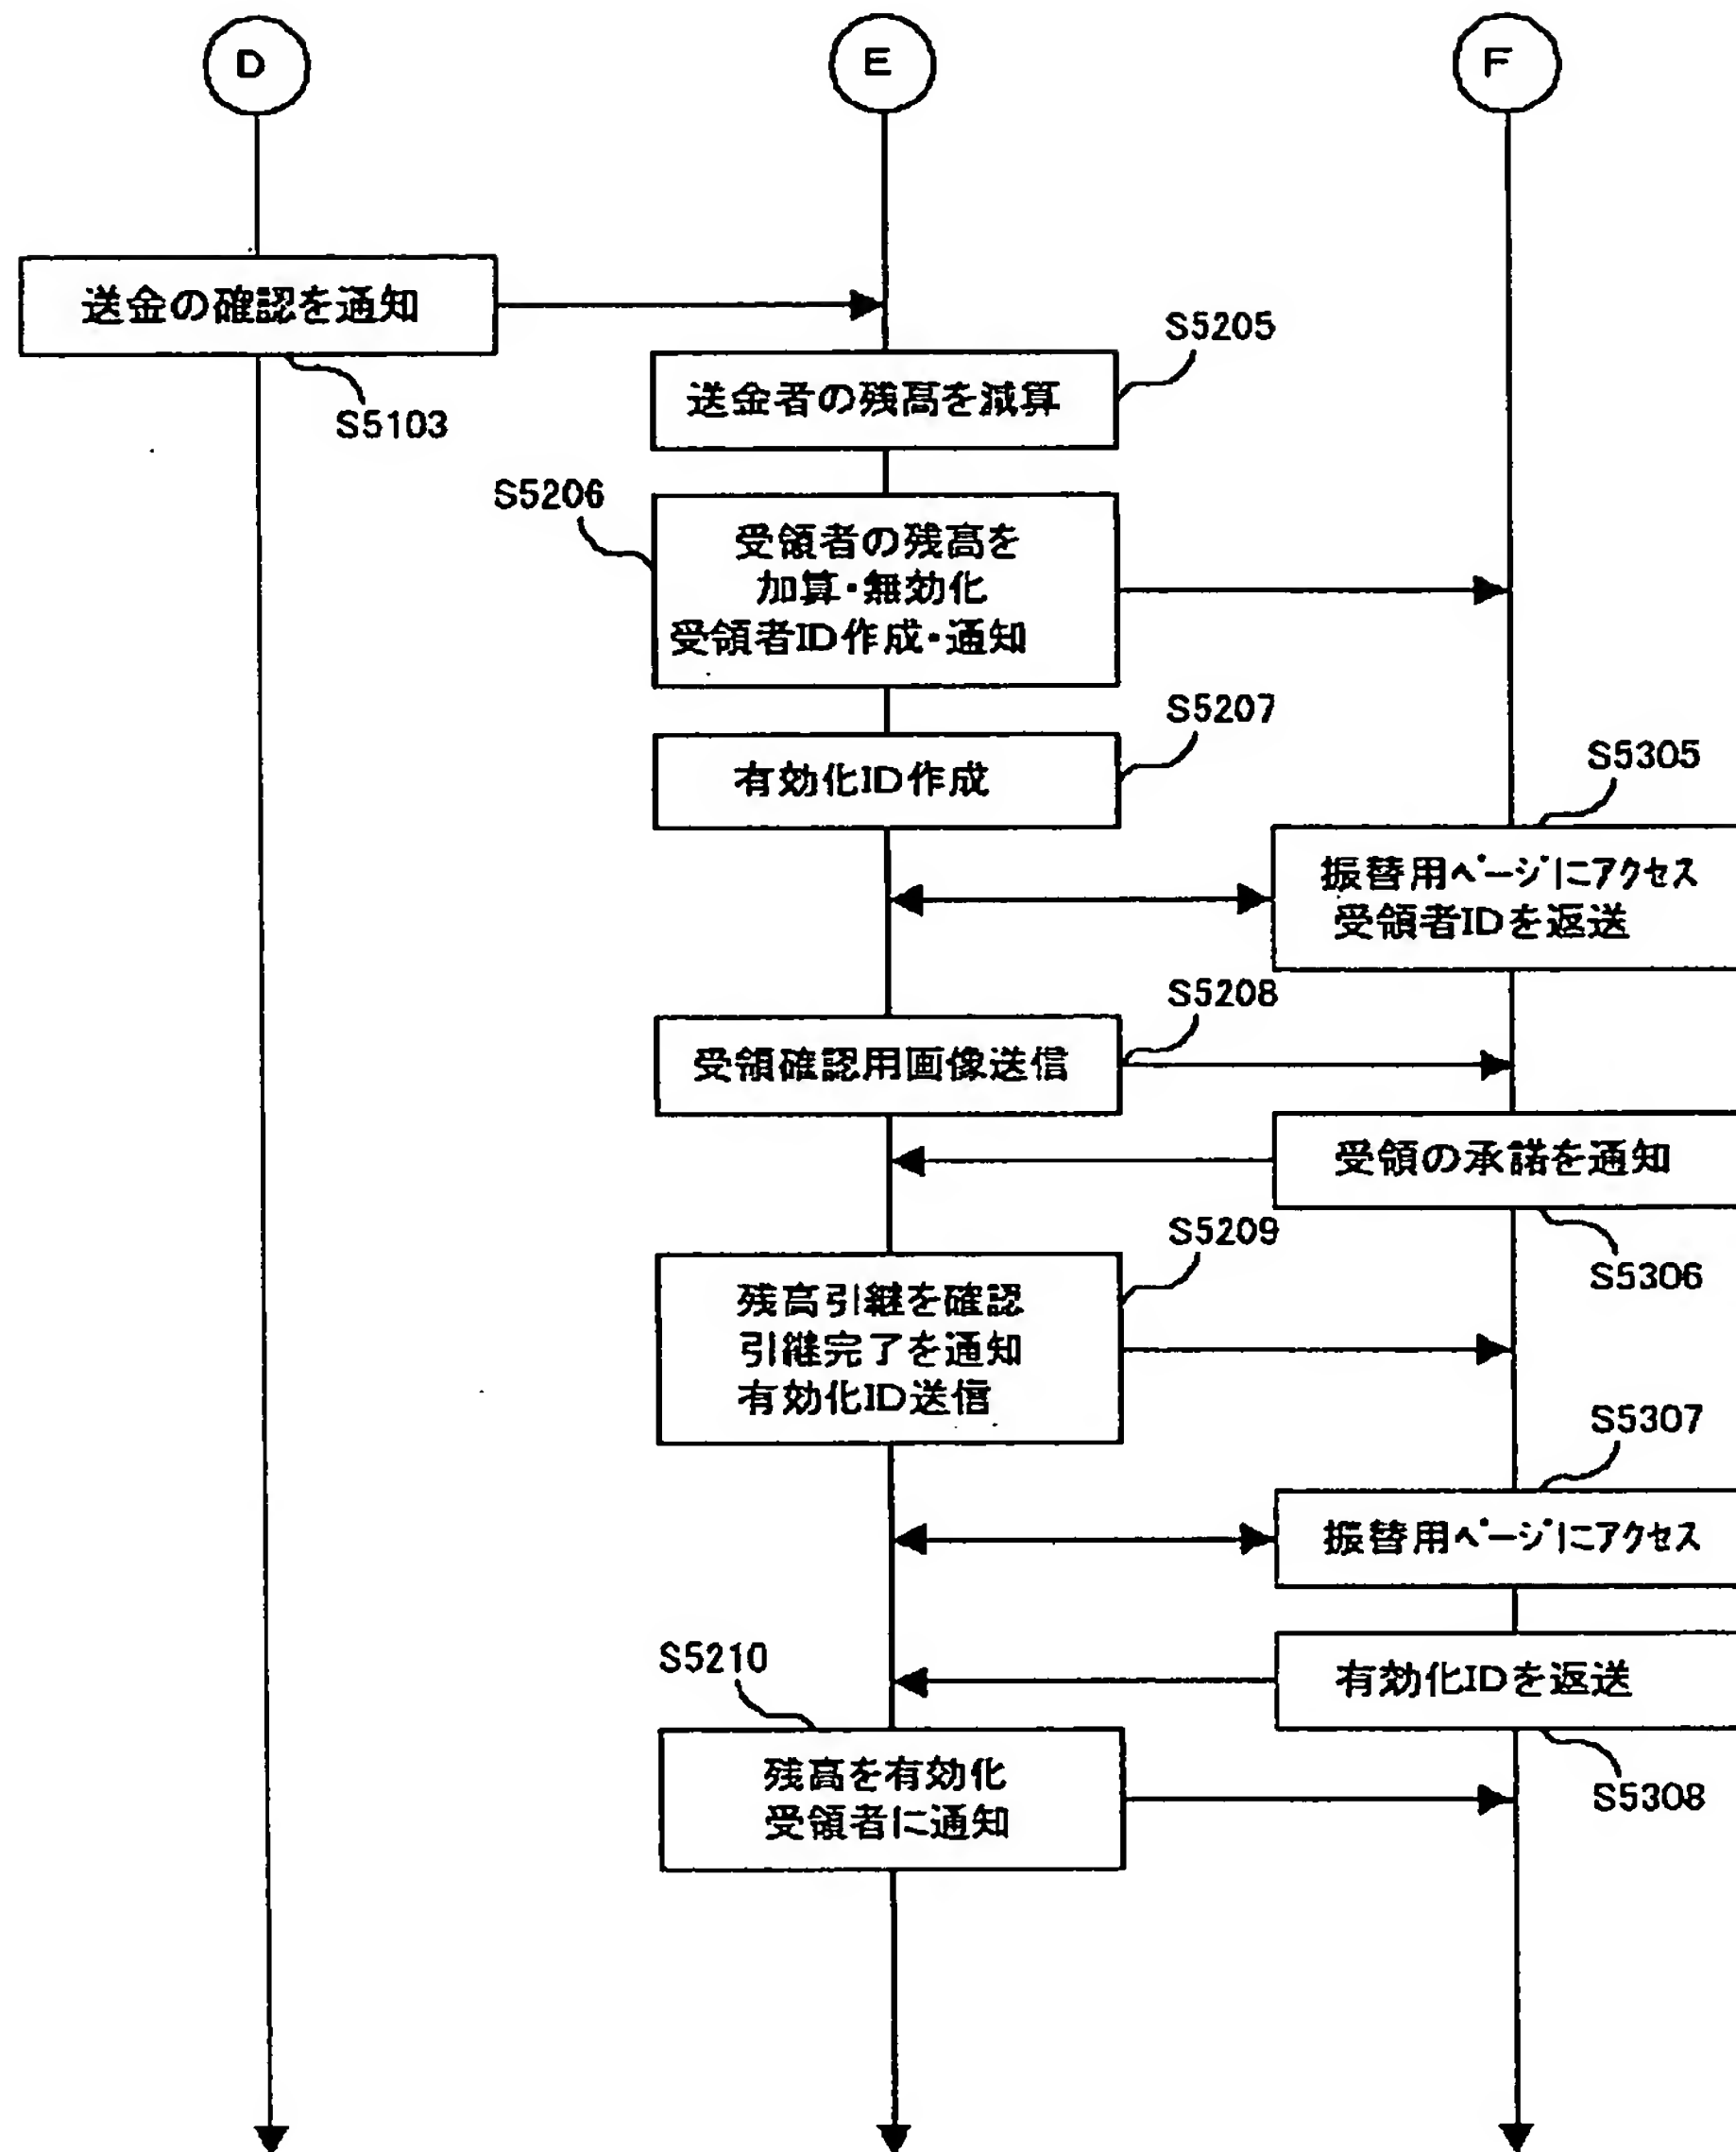 D
E
F
送金の確認を通知
S5103
S5205
送金者の残高を減算
S5206
受領者の残高を
加算・無効化
受領者ID作成・通知
S5207
有効化ID作成
S5305
振替用ページにアクセス
受領者IDを返送
S5208
受領確認用画像送信
受領の承諾を通知
S5306
S5209
残高引継を確認
引継完了を通知
有効化ID送信
S5307
振替用ページにアクセス
有効化IDを返送
S5308
S5210
残高を有効化
受領者に通知